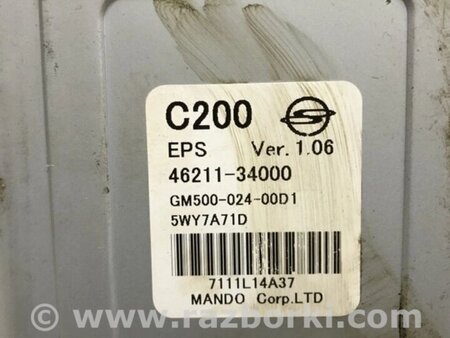 C200
EPS Ver. 1.06
46211-34000
GM500-024-00D1
5WY7A71D
7111L14A37
MANDO Corp.LTD
© www.razborki.com